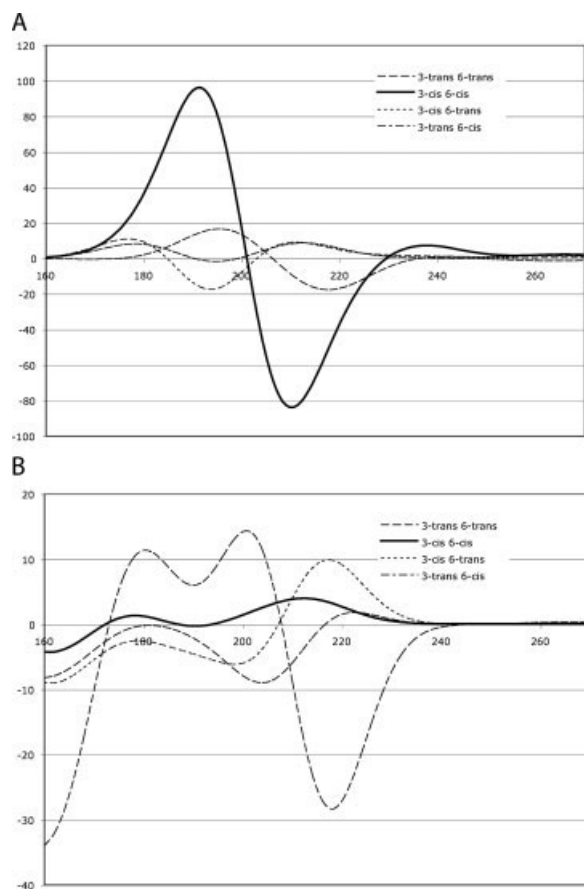 A
120
100
80
60
40
20
0
-20
-40
-60
-80
-100
160 180 200 220 240 260
3-trans 6-trans
3-cis 6-cis
3-cis 6-trans
3-trans 6-cis
B
20
10
0
-10
-20
-30
-40
160 180 200 220 240 260
3-trans 6-trans
3-cis 6-cis
3-cis 6-trans
3-trans 6-cis